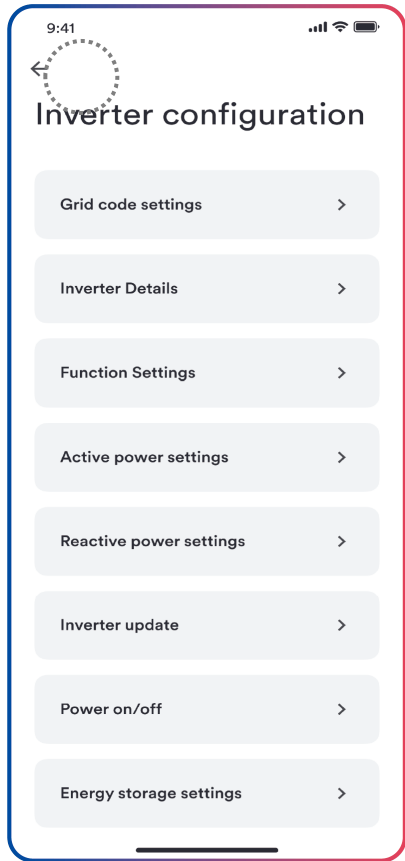 9:41
Inverter configuration
Grid code settings
Inverter Details
Function Settings
Active power settings
Reactive power settings
Inverter update
Power on/off
Energy storage settings